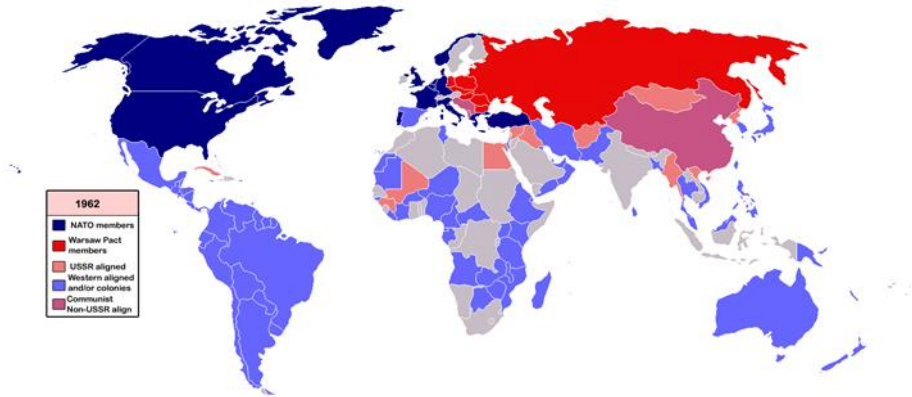 1962
NATO members
Warsaw Pact
members
USSR aligned
Western aligned
and/or colonies
Communist
Non-USSR align